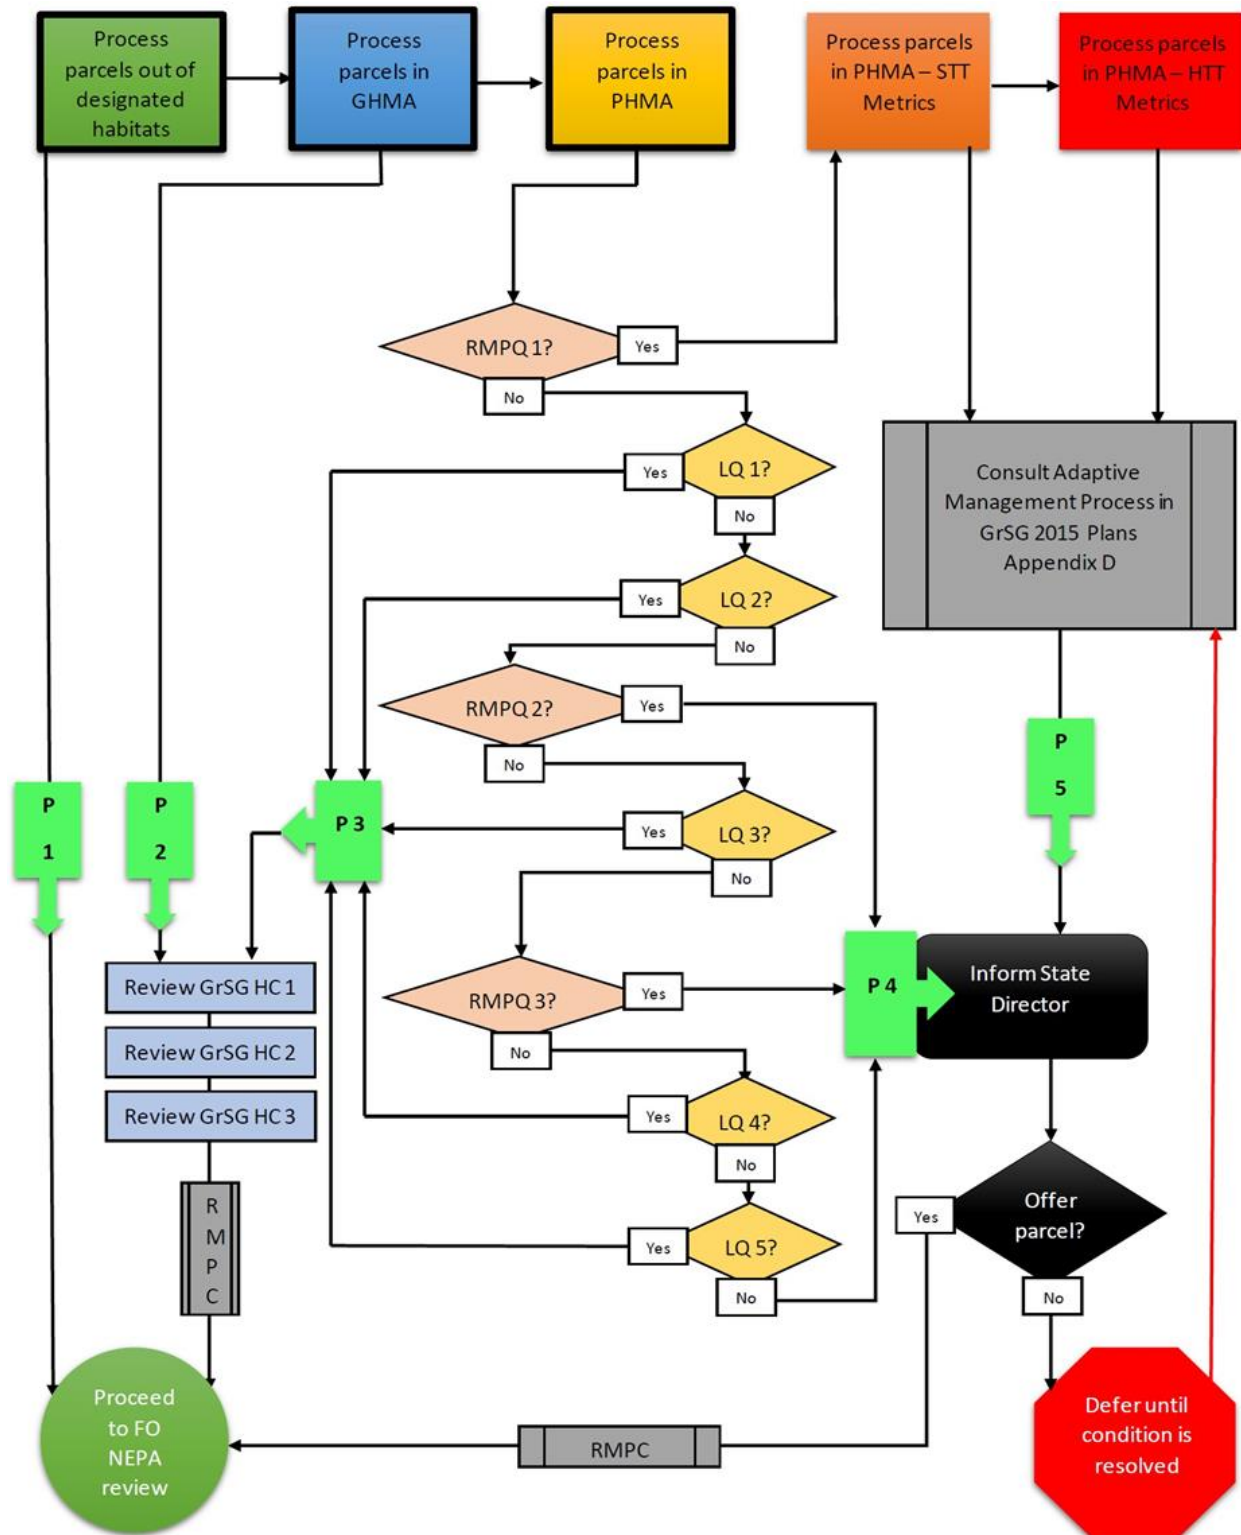 Process
parcels out of
designated
habitats
Process
parcels in
GHMA
Process
parcels in
PHMA
Process parcels
in PHMA – STT
Metrics
Process parcels
in PHMA – HTT
Metrics
RMPQ 1?
Yes
No
LQ 1?
Yes
No
Consult Adaptive
Management Process in
GrSG 2015 Plans
Appendix D
LQ 2?
Yes
No
RMPQ 2?
Yes
No
P
5
P
1
P
2
P 3
LQ 3?
Yes
No
RMPQ 3?
Yes
No
P 4
Inform State
Director
Review GrSG HC 1
Review GrSG HC 2
Review GrSG HC 3
LQ 4?
Yes
No
R
M
P
C
LQ 5?
Yes
No
Offer
parcel?
Yes
No
Proceed
to FO
NEPA
review
RMPC
Defer until
condition is
resolved